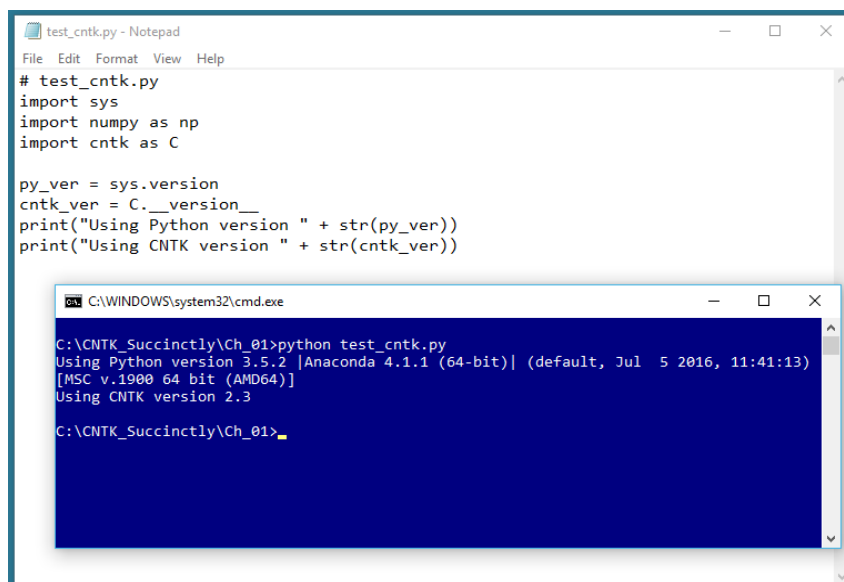 test_cntk.py - Notepad
File Edit Format View Help
# test_cntk.py
import sys
import numpy as np
import cntk as C
py_ver = sys.version
cntk_ver = C.__version__
print("Using Python version " + str(py_ver))
print("Using CNTK version " + str(cntk_ver))
C:\WINDOWS\system32\cmd.exe
C:\CNTK_Succinctly\Ch_01>python test_cntk.py
Using Python version 3.5.2 |Anaconda 4.1.1 (64-bit)| (default, Jul  5 2016, 11:41:13)
[MSC v.1900 64 bit (AMD64)]
Using CNTK version 2.3
C:\CNTK_Succinctly\Ch_01>